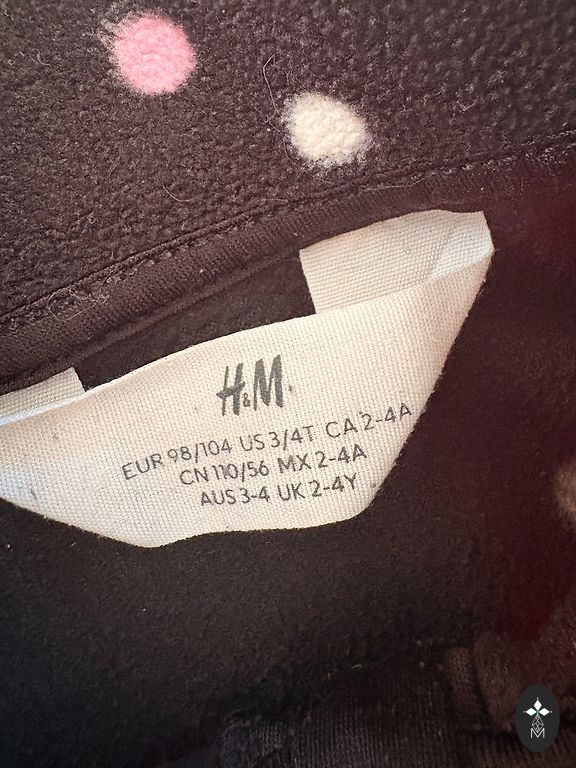 H&M
EUR 98/104 US 3/4T CA 2-4A
CN 110/56 MX 2-4A
AUS 3-4 UK 2-4Y
M